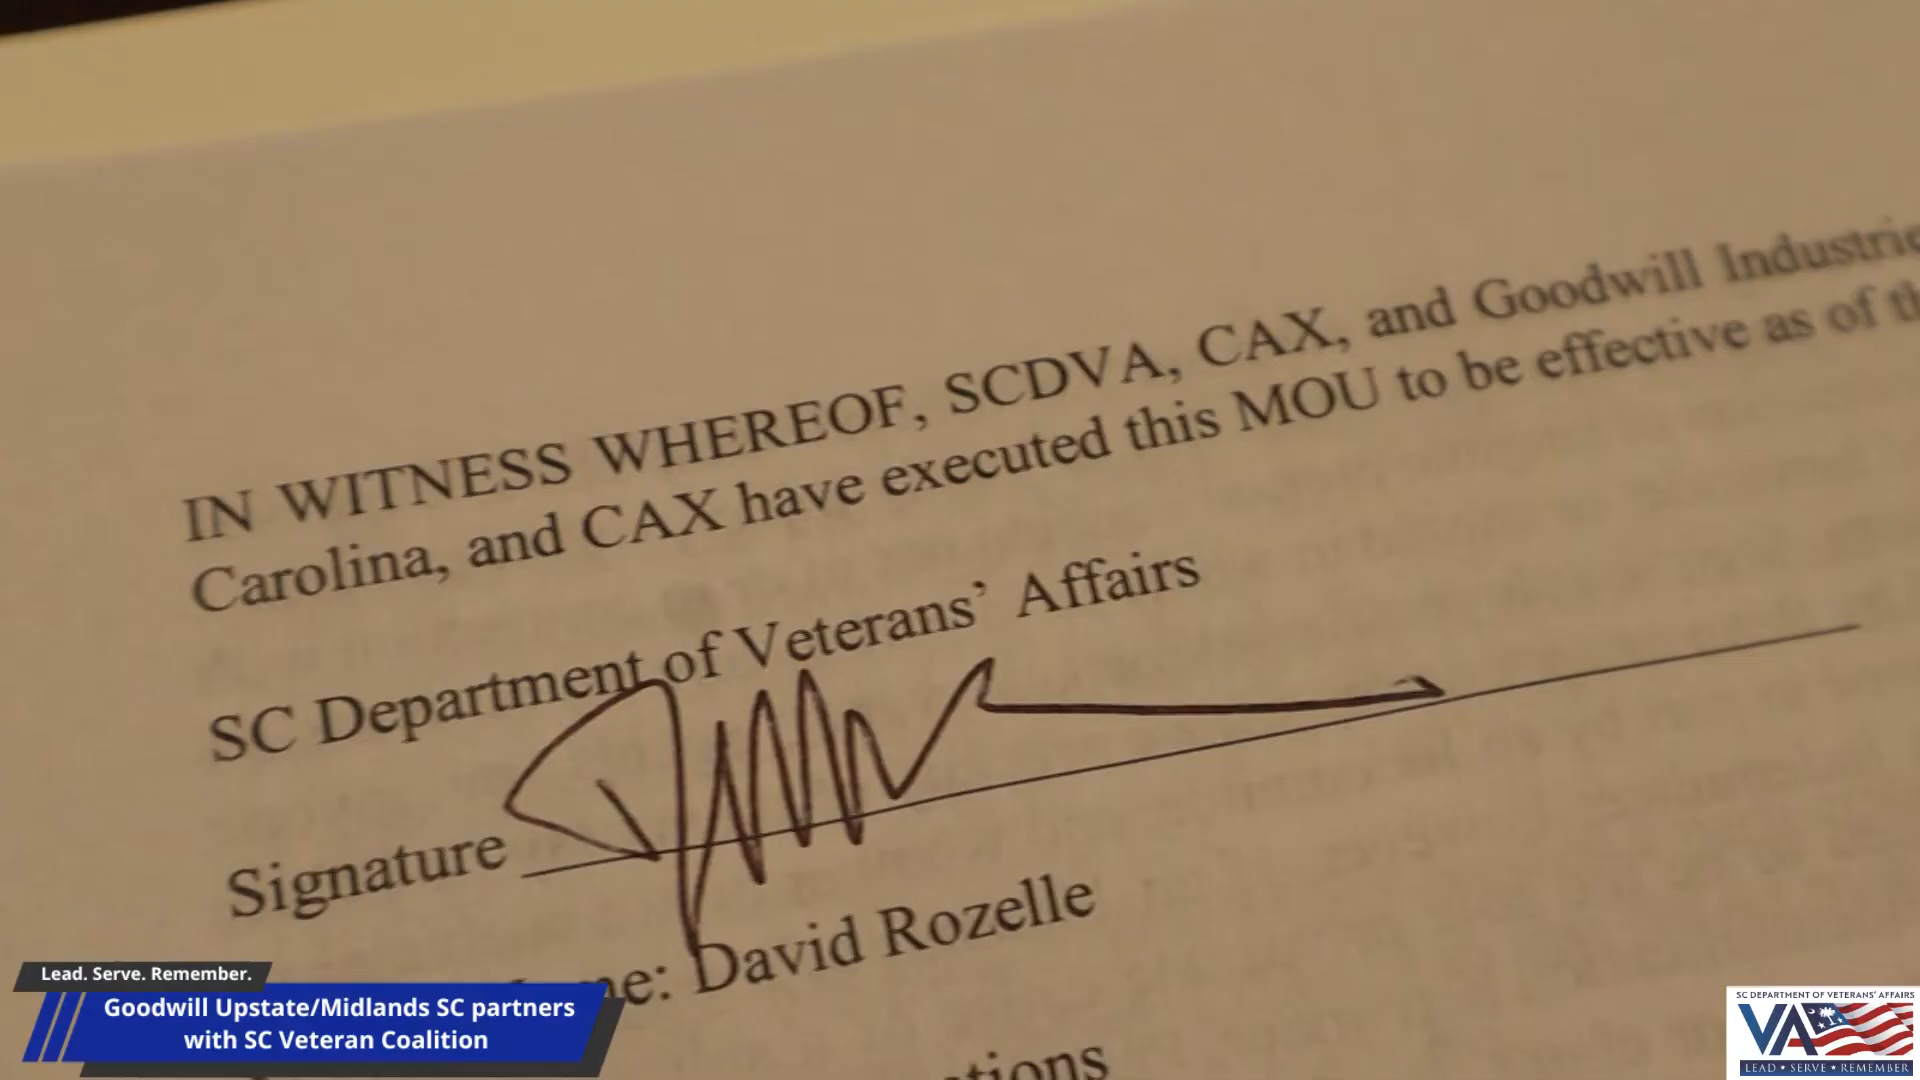 IN WITNESS WHEREOF, SCDVA, CAX, and Goodwill
Carolina, and CAX have executed this MOU to be effective as of
SC Department of Veterans’ Affairs
Signature
David Rozelle
Lead. Serve. Remember.
Goodwill Upstate/Midlands SC partners
with SC Veteran Coalition
SC DEPARTMENT OF VETERANS' AFFAIRS
VA
LEAD • SERVE • REMEMBER